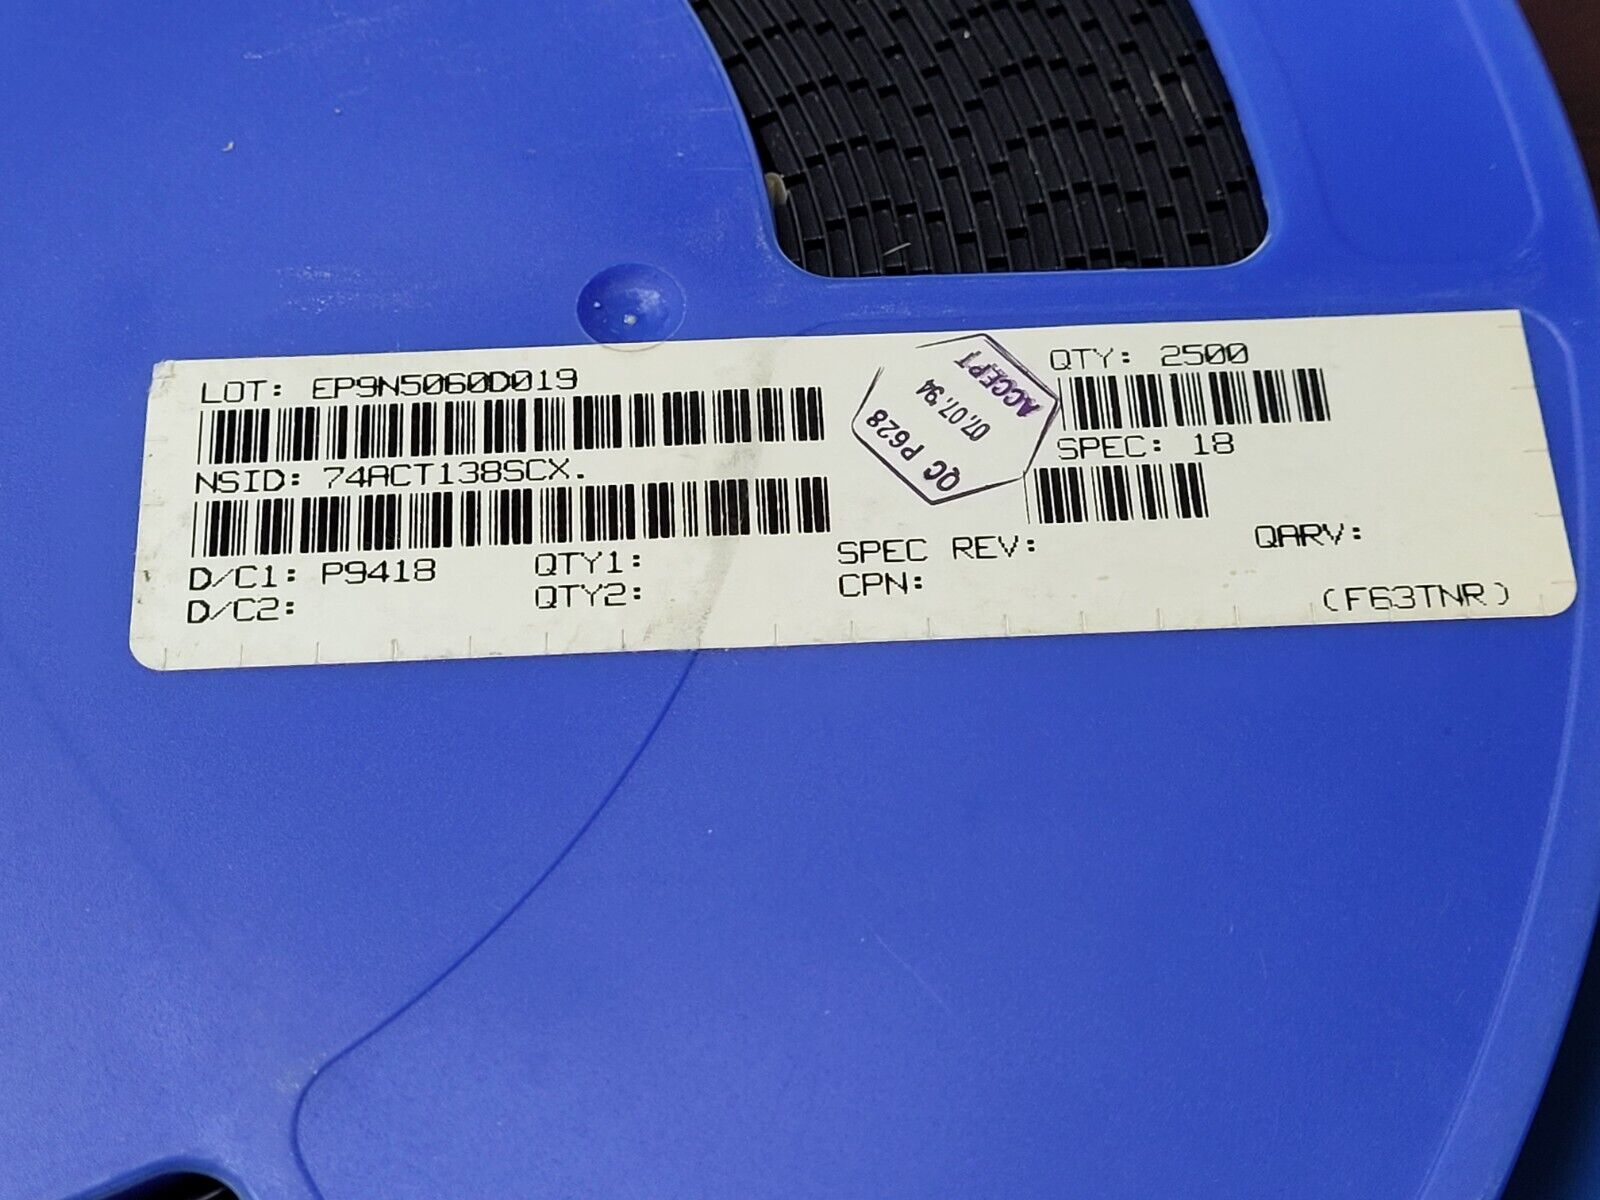 LOT: EP9N5060D019
QTY: 2500
NSID: 74ACT138SCX.
SPEC: 18
D/C1: P9418
QTY1:
SPEC REV:
QARV:
D/C2:
QTY2:
CPN:
(F63TNR)
QC P628
07.07.94
ACCEPT